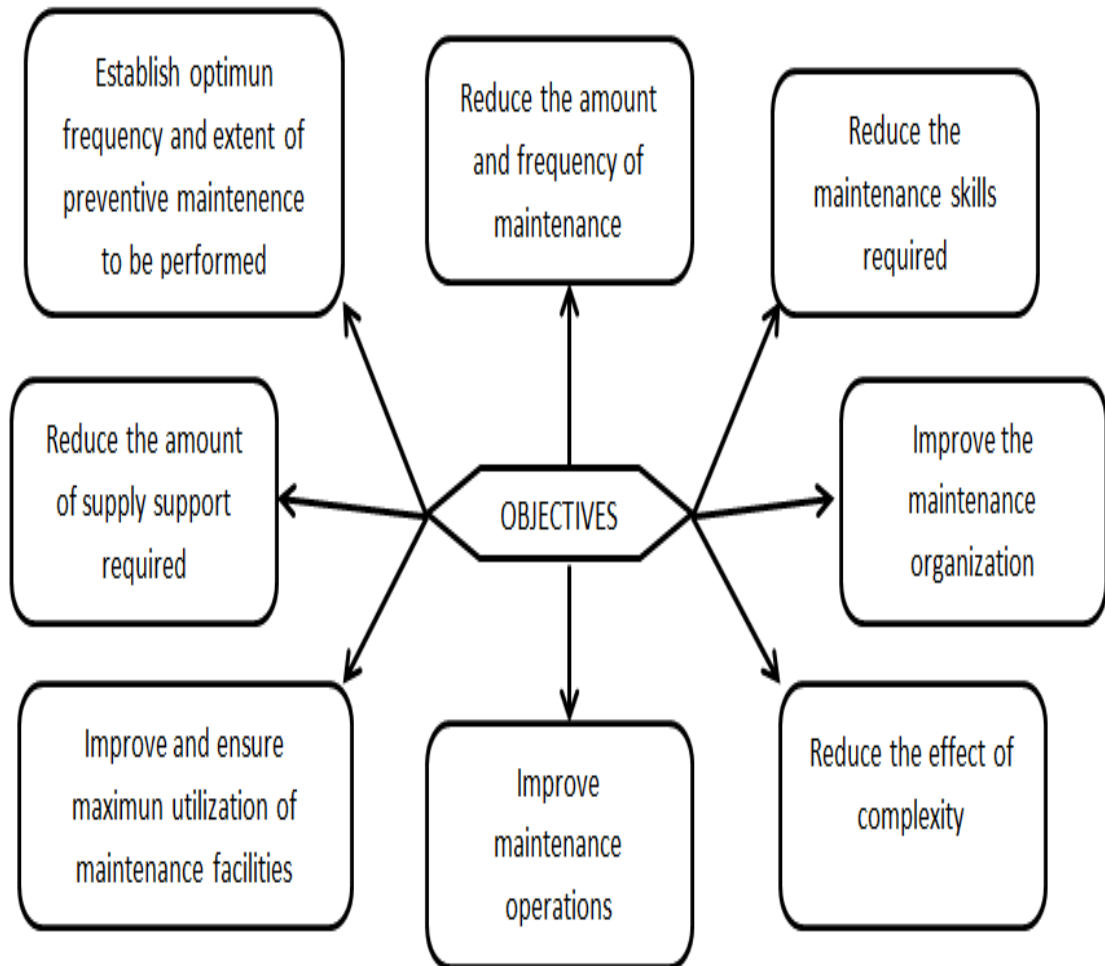 Establish optimun
frequency and extent of
preventive maintenence
to be performed
Reduce the amount
and frequency of
maintenance
Reduce the
maintenance skills
required
Reduce the amount
of supply support
required
OBJECTIVES
Improve the
maintenance
organization
Improve and ensure
maximun utilization of
maintenance facilities
Improve
maintenance
operations
Reduce the effect of
complexity